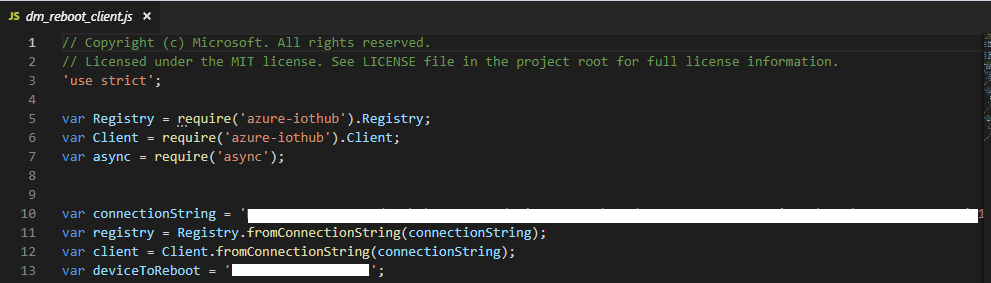 JS dm_reboot_client.js ×
1 // Copyright (c) Microsoft. All rights reserved.
2 // Licensed under the MIT license. See LICENSE file in the project root for full license information.
3 'use strict';
4
5 var Registry = require('azure-iothub').Registry;
6 var Client = require('azure-iothub').Client;
7 var async = require('async');
8
9
10 var connectionString = '
11 var registry = Registry.fromConnectionString(connectionString);
12 var client = Client.fromConnectionString(connectionString);
13 var deviceToReboot = ' ';